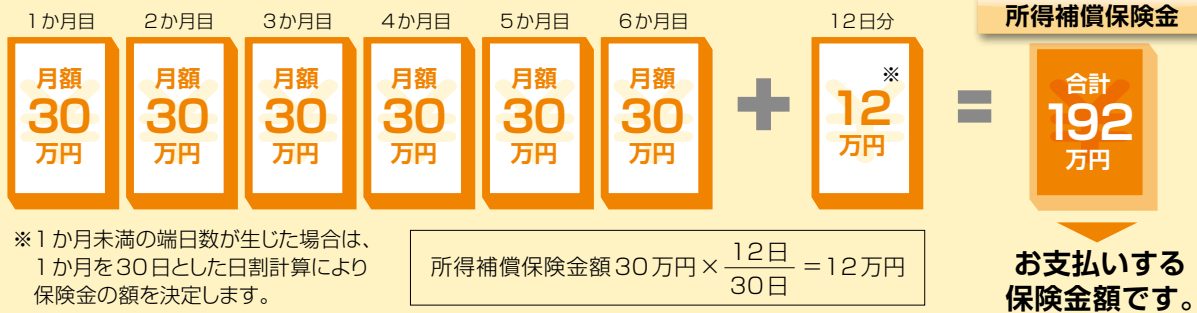 1か月目 2か月目 3か月目 4か月目 5か月目 6か月目 12日分
所得補償保険金
月額
30
万円
月額
30
万円
月額
30
万円
月額
30
万円
月額
30
万円
月額
30
万円
+
※
12
万円
=
合計
192
万円
※1か月未満の端日数が生じた場合は、
1か月を30日とした日割計算により
保険金の額を決定します。
所得補償保険金額30万円×12日/30日=12万円
お支払いする
保険金額です。